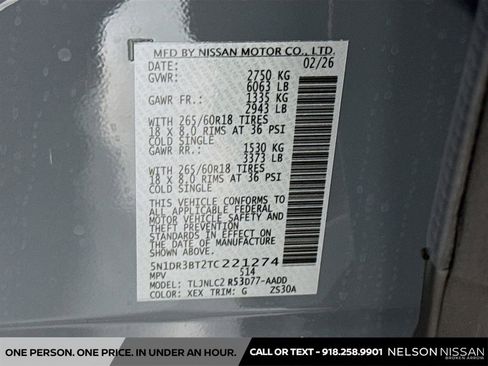 MFD BY NISSAN MOTOR CO., LTD.
DATE: 02/26
GVWR: 2750 KG
6063 LB
GAWR FR.: 1335 KG
2943 LB
WITH 265/60R18 TIRES
18 x 8.0 RIMS AT 36 PSI
COLD SINGLE
GAWR RR.: 1530 KG
3373 LB
WITH 265/60R18 TIRES
18 x 8.0 RIMS AT 36 PSI
COLD SINGLE
THIS VEHICLE CONFORMS TO
ALL APPLICABLE FEDERAL
MOTOR VEHICLE SAFETY AND
THEFT PREVENTION
STANDARDS IN EFFECT ON
THE DATE OF MANUFACTURE
SHOWN ABOVE.
5N1DR3BT2TC221274
MPV 514
MODEL: TLJNLC2 R53D77-AADD
COLOR: XEX TRIM: G ZS30A
ONE PERSON. ONE PRICE. IN UNDER AN HOUR. CALL OR TEXT - 918.258.9901 NELSON NISSAN
BROKEN ARROW